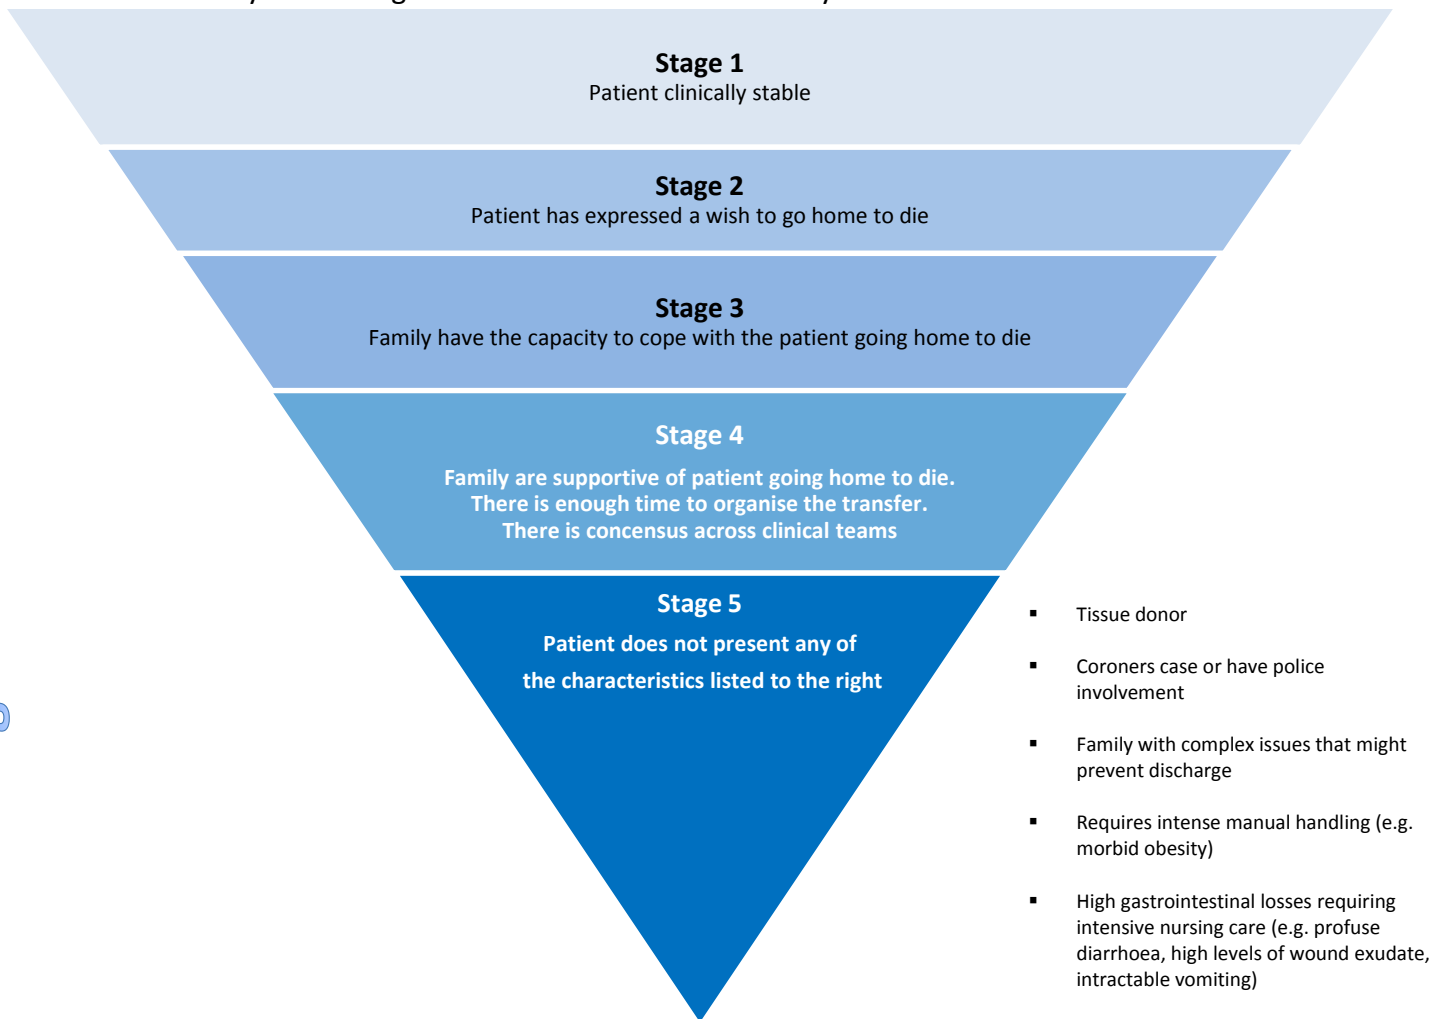 Stage 1
Patient clinically stable
Stage 2
Patient has expressed a wish to go home to die
Stage 3
Family have the capacity to cope with the patient going home to die
Stage 4
Family are supportive of patient going home to die.
There is enough time to organise the transfer.
There is concensus across clinical teams
Stage 5
Patient does not present any of
the characteristics listed to the right
▪ Tissue donor
▪ Coroners case or have police
involvement
▪ Family with complex issues that might
prevent discharge
▪ Requires intense manual handling (e.g.
morbid obesity)
▪ High gastrointestinal losses requiring
intensive nursing care (e.g. profuse
diarrhoea, high levels of wound exudate,
intractable vomiting)